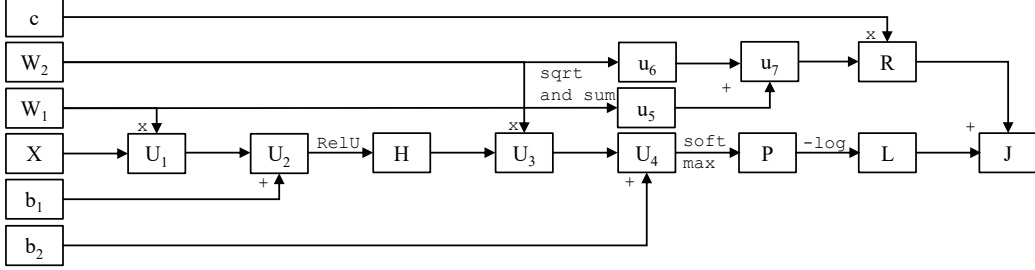 c
x
W2
u6
u7
R
sqrt
and sum
+
W1
u5
x
x
+
X
U1
U2
RelU
H
U3
U4
soft
max
P
-log
L
J
+
+
b1
b2